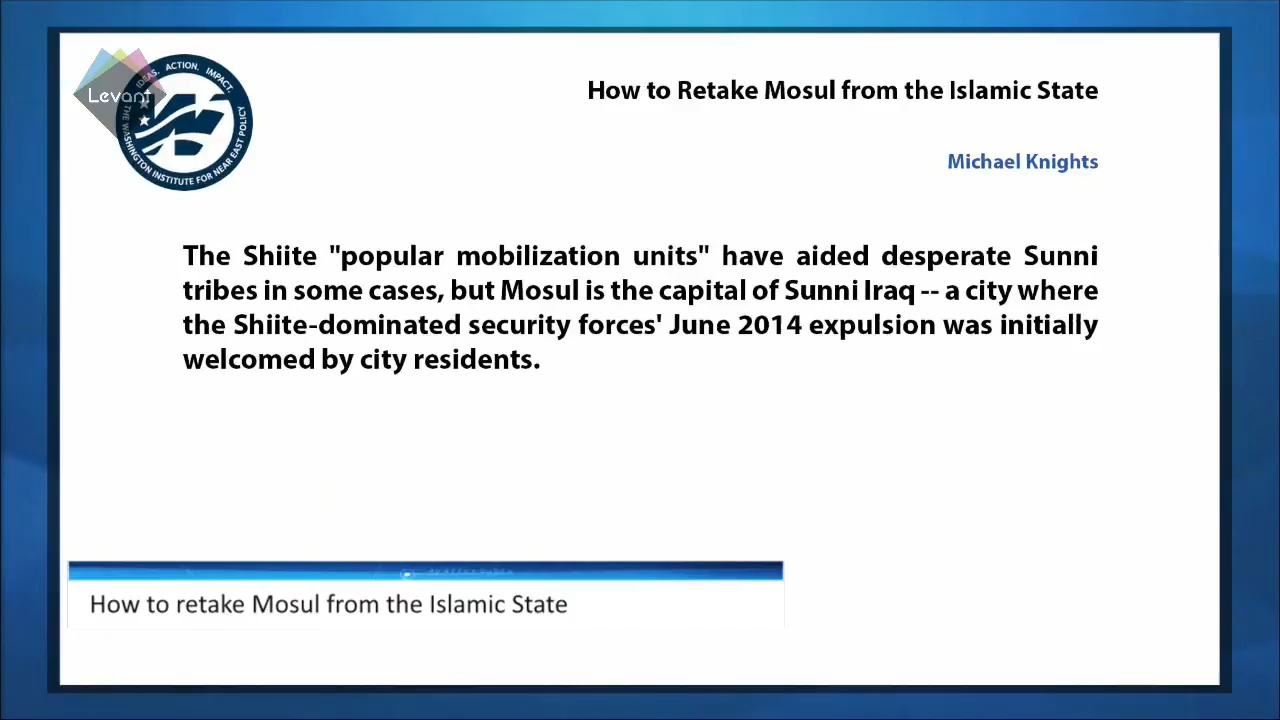 Levant
IDEAS. ACTION. IMPACT.
THE WASHINGTON INSTITUTE FOR NEAR EAST POLICY
How to Retake Mosul from the Islamic State
Michael Knights
The Shiite "popular mobilization units" have aided desperate Sunni
tribes in some cases, but Mosul is the capital of Sunni Iraq -- a city where
the Shiite-dominated security forces' June 2014 expulsion was initially
welcomed by city residents.
How to retake Mosul from the Islamic State